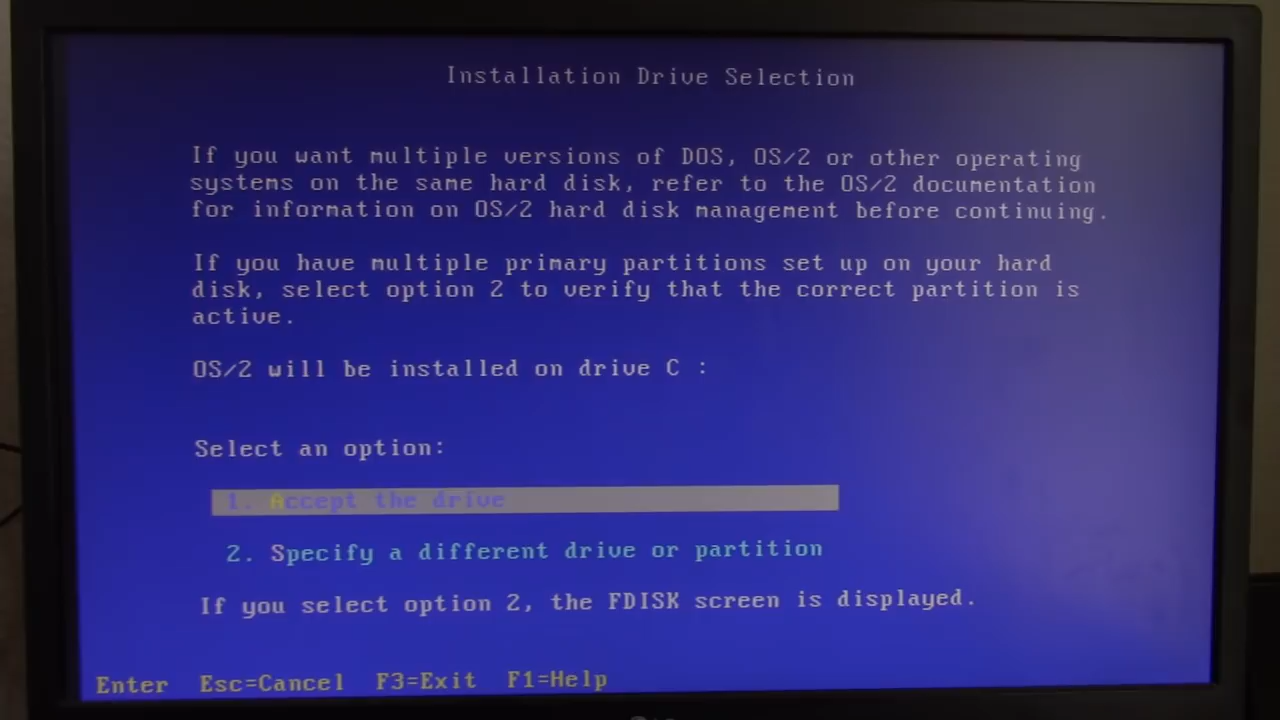 Installation Drive Selection
If you want multiple versions of DOS, OS/2 or other operating
systems on the same hard disk, refer to the OS/2 documentation
for information on OS/2 hard disk management before continuing.
If you have multiple primary partitions set up on your hard
disk, select option 2 to verify that the correct partition is
active.
OS/2 will be installed on drive C :
Select an option:
1. Accept the drive
2. Specify a different drive or partition
If you select option 2, the FDISK screen is displayed.
Enter  Esc=Cancel  F3=Exit  F1=Help